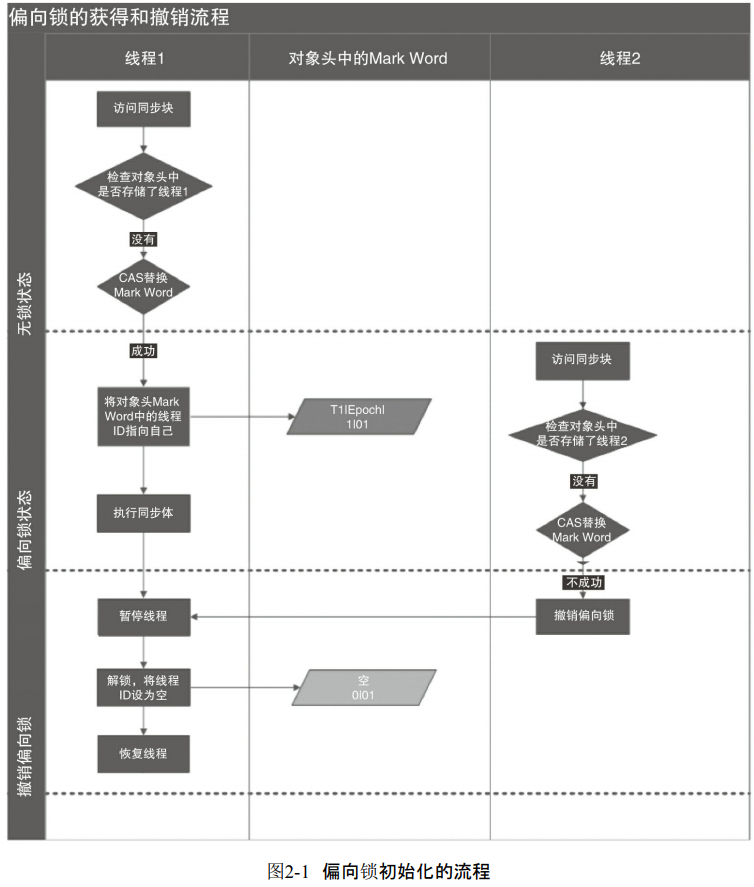 偏向锁的获得和撤销流程
线程1
对象头中的Mark Word
线程2
无锁状态
访问同步块
检查对象头中
是否存储了线程1
没有
CAS替换
Mark Word
偏向锁状态
成功
将对象头Mark
Word中的线程
ID指向自己
T1|Epoch|
1|01
执行同步体
访问同步块
检查对象头中
是否存储了线程2
没有
CAS替换
Mark Word
不成功
撤销偏向锁
撤销偏向锁
暂停线程
解锁，将线程
ID设为空
空
0|01
恢复线程
图2-1 偏向锁初始化的流程